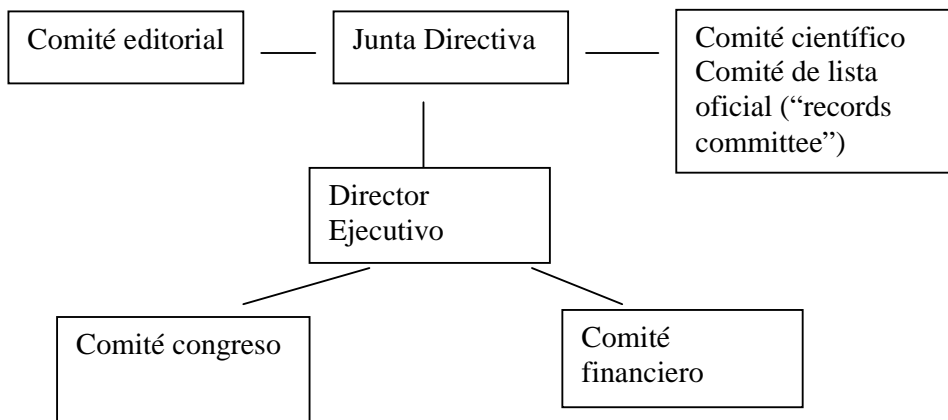 Comité editorial
Junta Directiva
Comité científico
Comité de lista
oficial (“records
committee”)
Director
Ejecutivo
Comité congreso
Comité
financiero